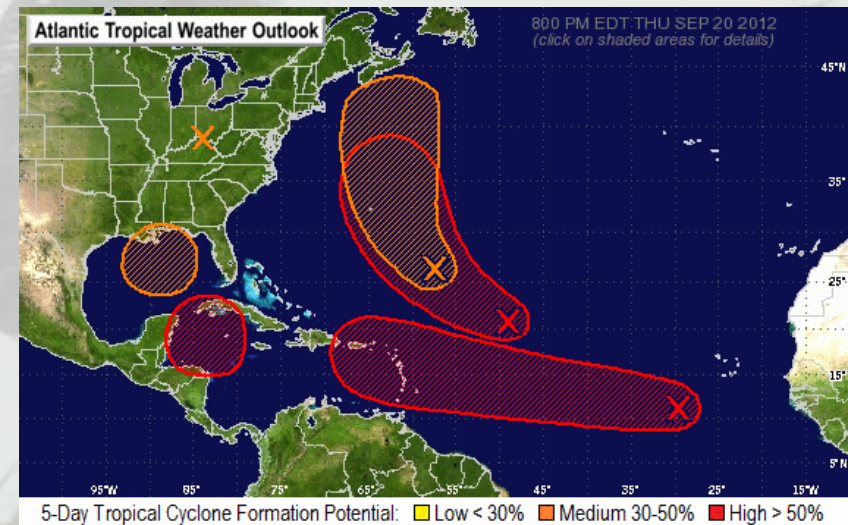 Atlantic Tropical Weather Outlook
800 PM EDT THU SEP 20 2012
(click on shaded areas for details)
45°N
35°
25°
15°
5°N
95°W 85° 75° 65° 55° 45° 35° 25° 15°
5-Day Tropical Cyclone Formation Potential: Low < 30% Medium 30-50% High > 50%